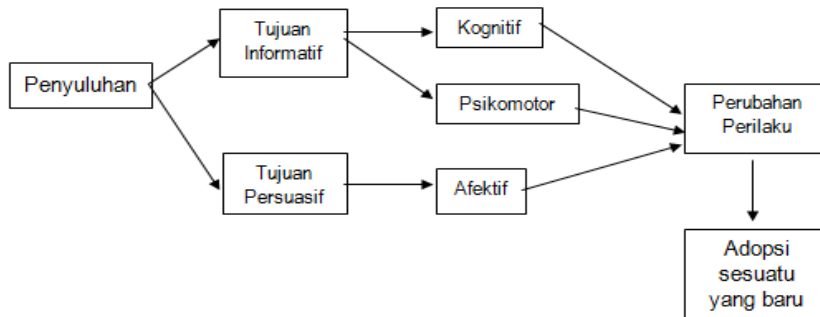 Penyuluhan
Tujuan
Informatif
Tujuan
Persuasif
Kognitif
Psikomotor
Afektif
Perubahan
Perilaku
Adopsi
sesuatu
yang baru